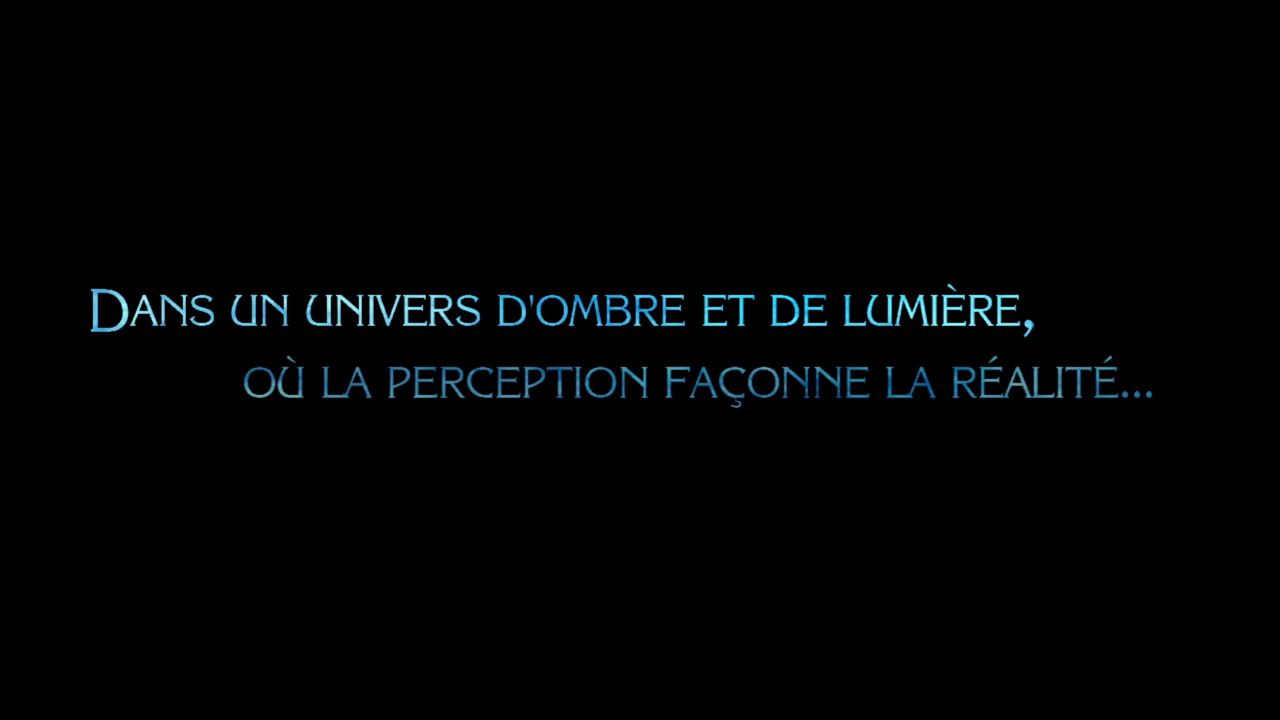 Dans un univers d'ombre et de lumière,
où la perception façonne la réalité...